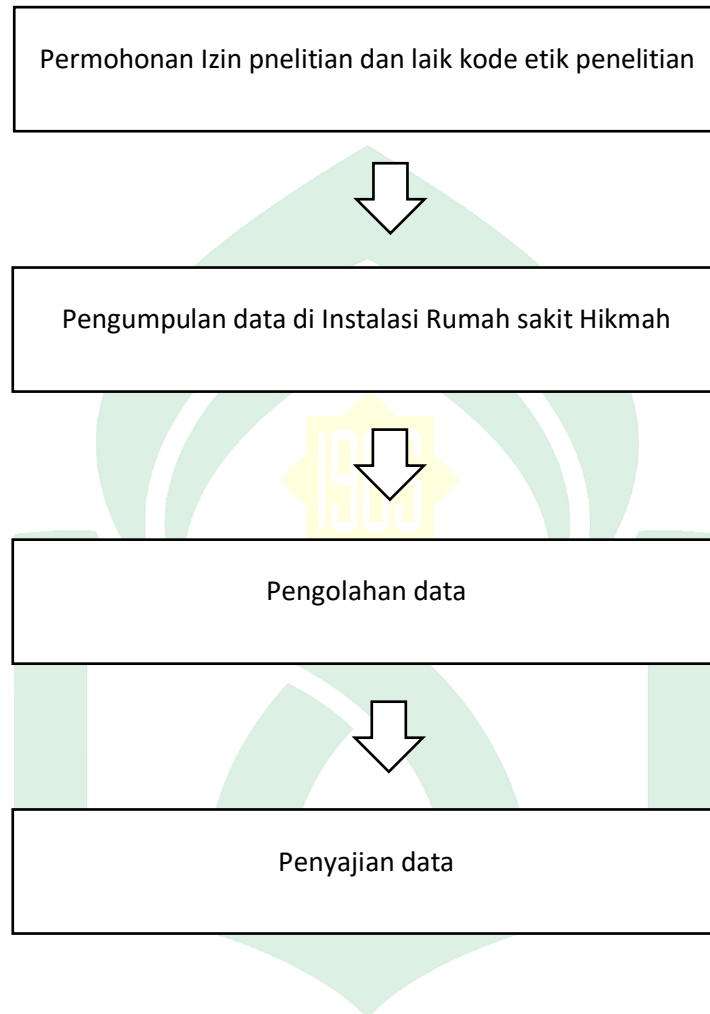 Permohonan Izin pnelitian dan laik kode etik penelitian
Pengumpulan data di Instalasi Rumah sakit Hikmah
Pengolahan data
Penyajian data